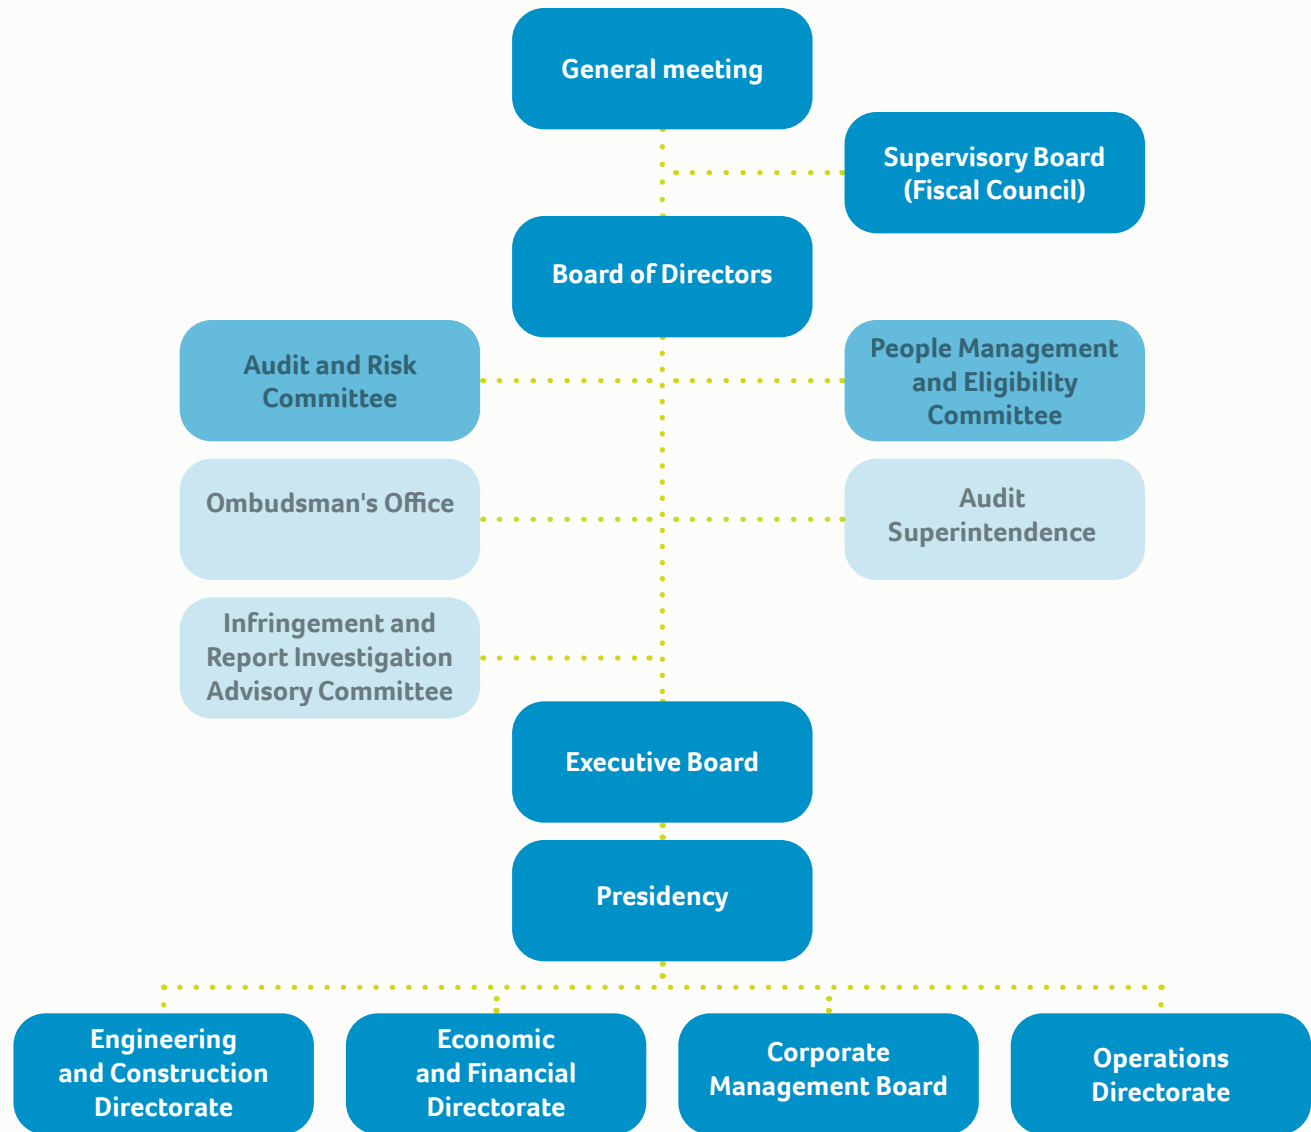 General meeting
Supervisory Board
(Fiscal Council)
Board of Directors
Audit and Risk
Committee
People Management
and Eligibility
Committee
Ombudsman's Office
Audit
Superintendence
Infringement and
Report Investigation
Advisory Committee
Executive Board
Presidency
Engineering
and Construction
Directorate
Economic
and Financial
Directorate
Corporate
Management Board
Operations
Directorate